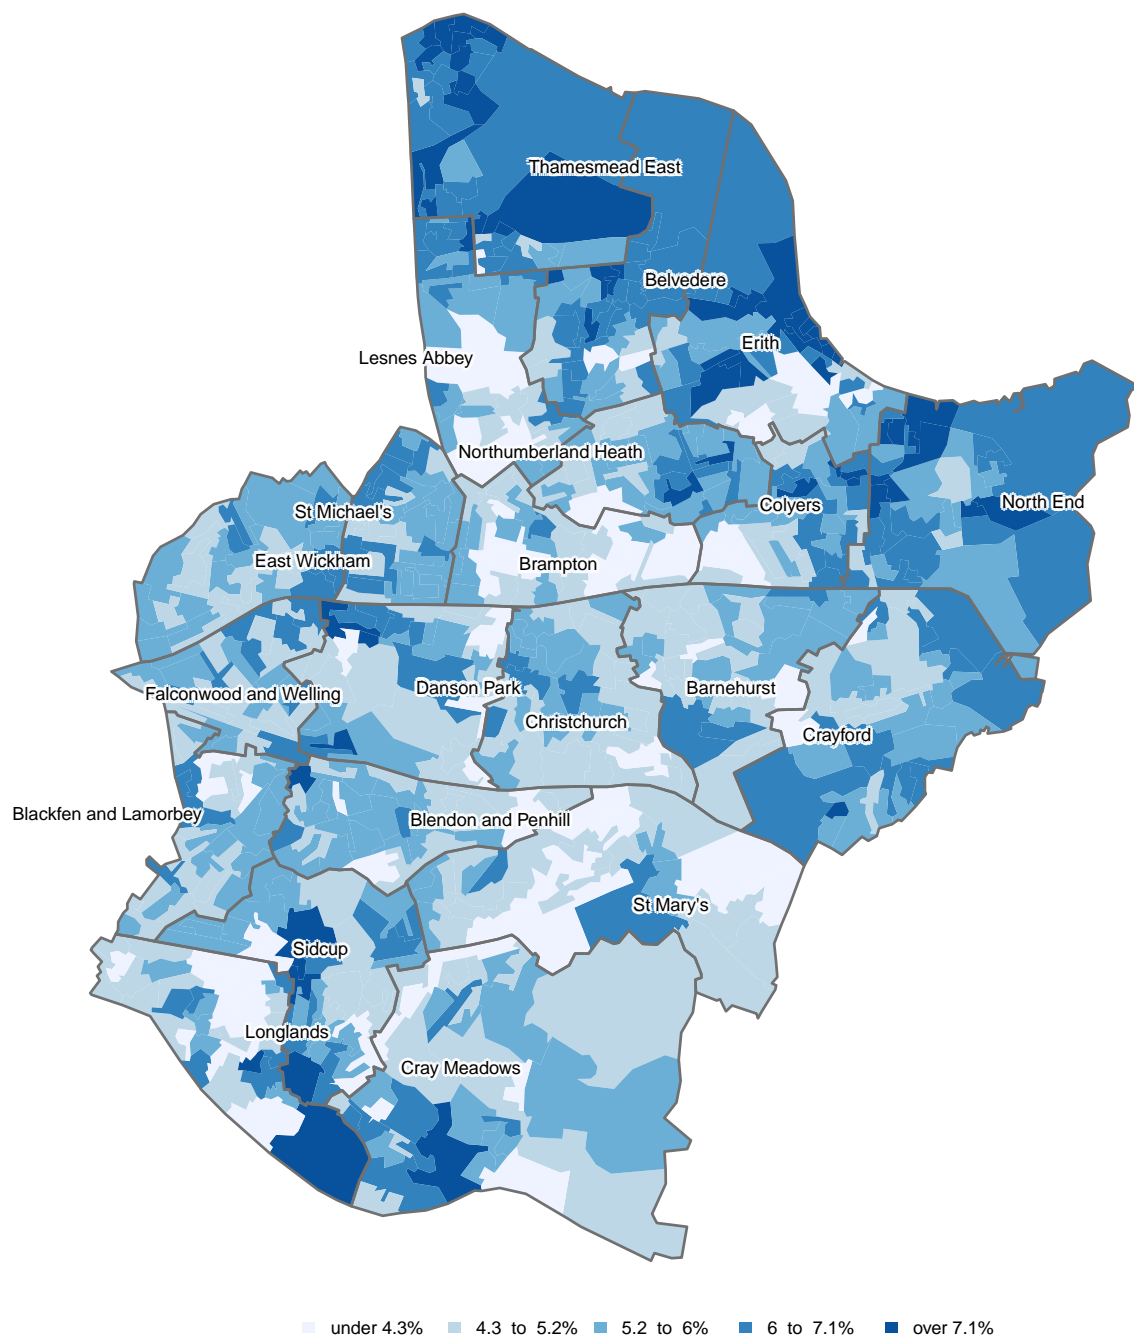 Thamesmead East
Belvedere
Erith
Lesnes Abbey
Northumberland Heath
North End
Colyers
St Michael's
East Wickham
Brampton
Danson Park
Barnehurst
Falconwood and Welling
Christchurch
Crayford
Blackfen and Lamorbey
Blendon and Penhill
St Mary's
Sidcup
Longlands
Cray Meadows
under 4.3% 4.3 to 5.2% 5.2 to 6% 6 to 7.1% over 7.1%